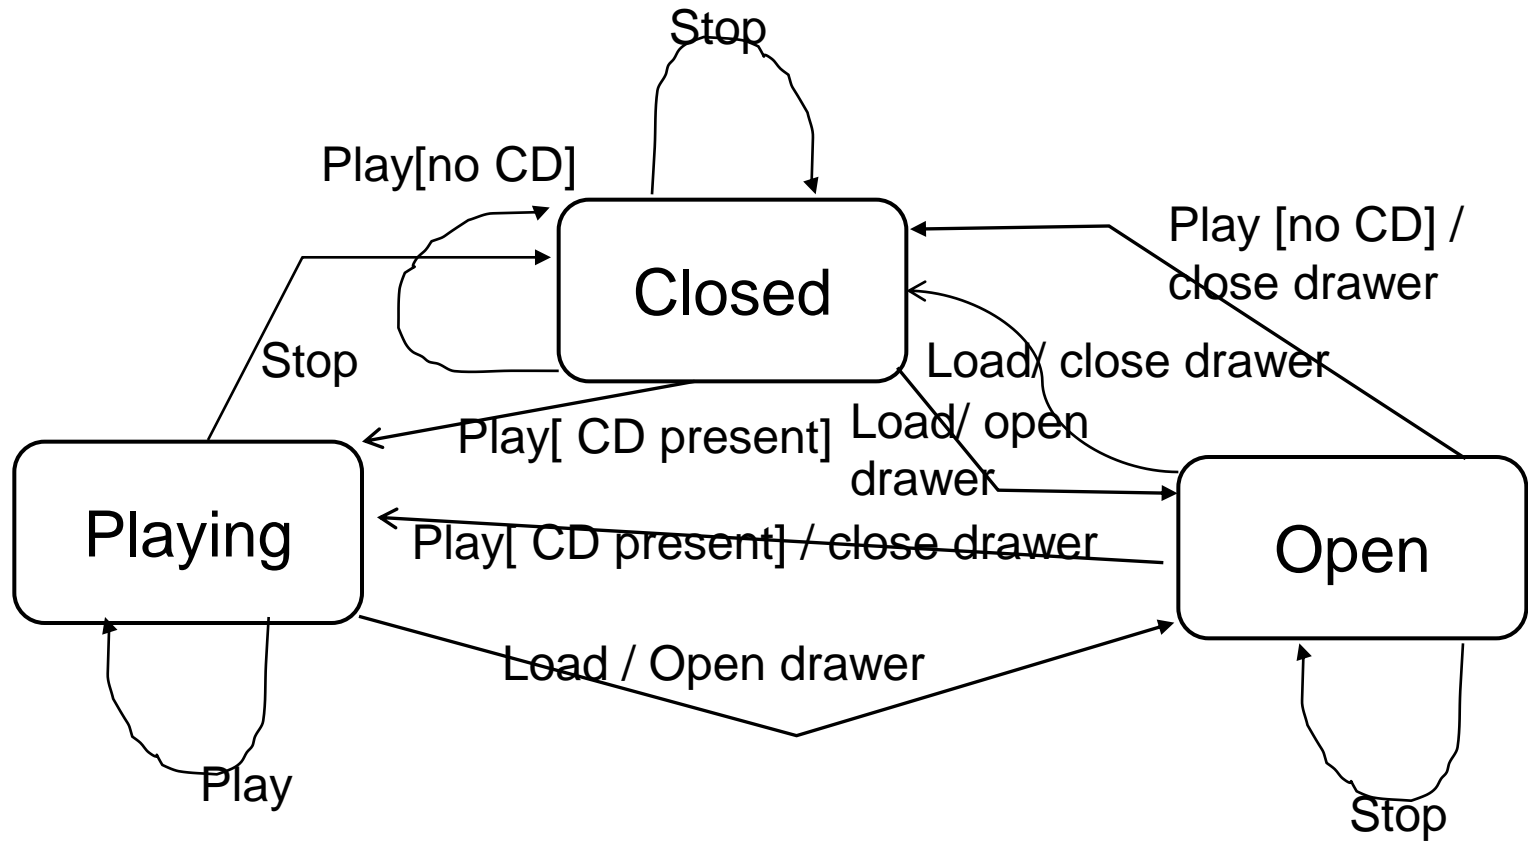 Stop
Play[no CD]
Play [no CD] /
close drawer
Closed
Stop
Load/ close drawer
Play[ CD present]
Load/ open
drawer
Playing
Play[ CD present] / close drawer
Open
Load / Open drawer
Play
Stop